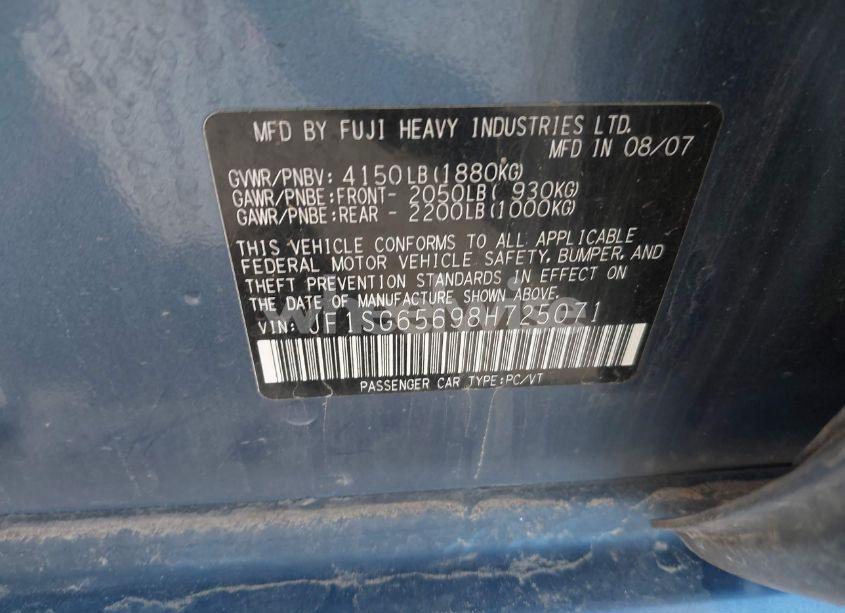 MFD BY FUJI HEAVY INDUSTRIES LTD.
MFD IN 08/07
GVWR/PNBV: 4150LB(1880KG)
GAWR/PNBE:FRONT- 2050LB( 930KG)
GAWR/PNBE:REAR - 2200LB(1000KG)
THIS VEHICLE CONFORMS TO ALL APPLICABLE
FEDERAL MOTOR VEHICLE SAFETY, BUMPER, AND
THEFT PREVENTION STANDARDS IN EFFECT ON
THE DATE OF MANUFACTURE SHOWN ABOVE.
VIN: JF1SG65698H725071
PASSENGER CAR TYPE:PC/VT